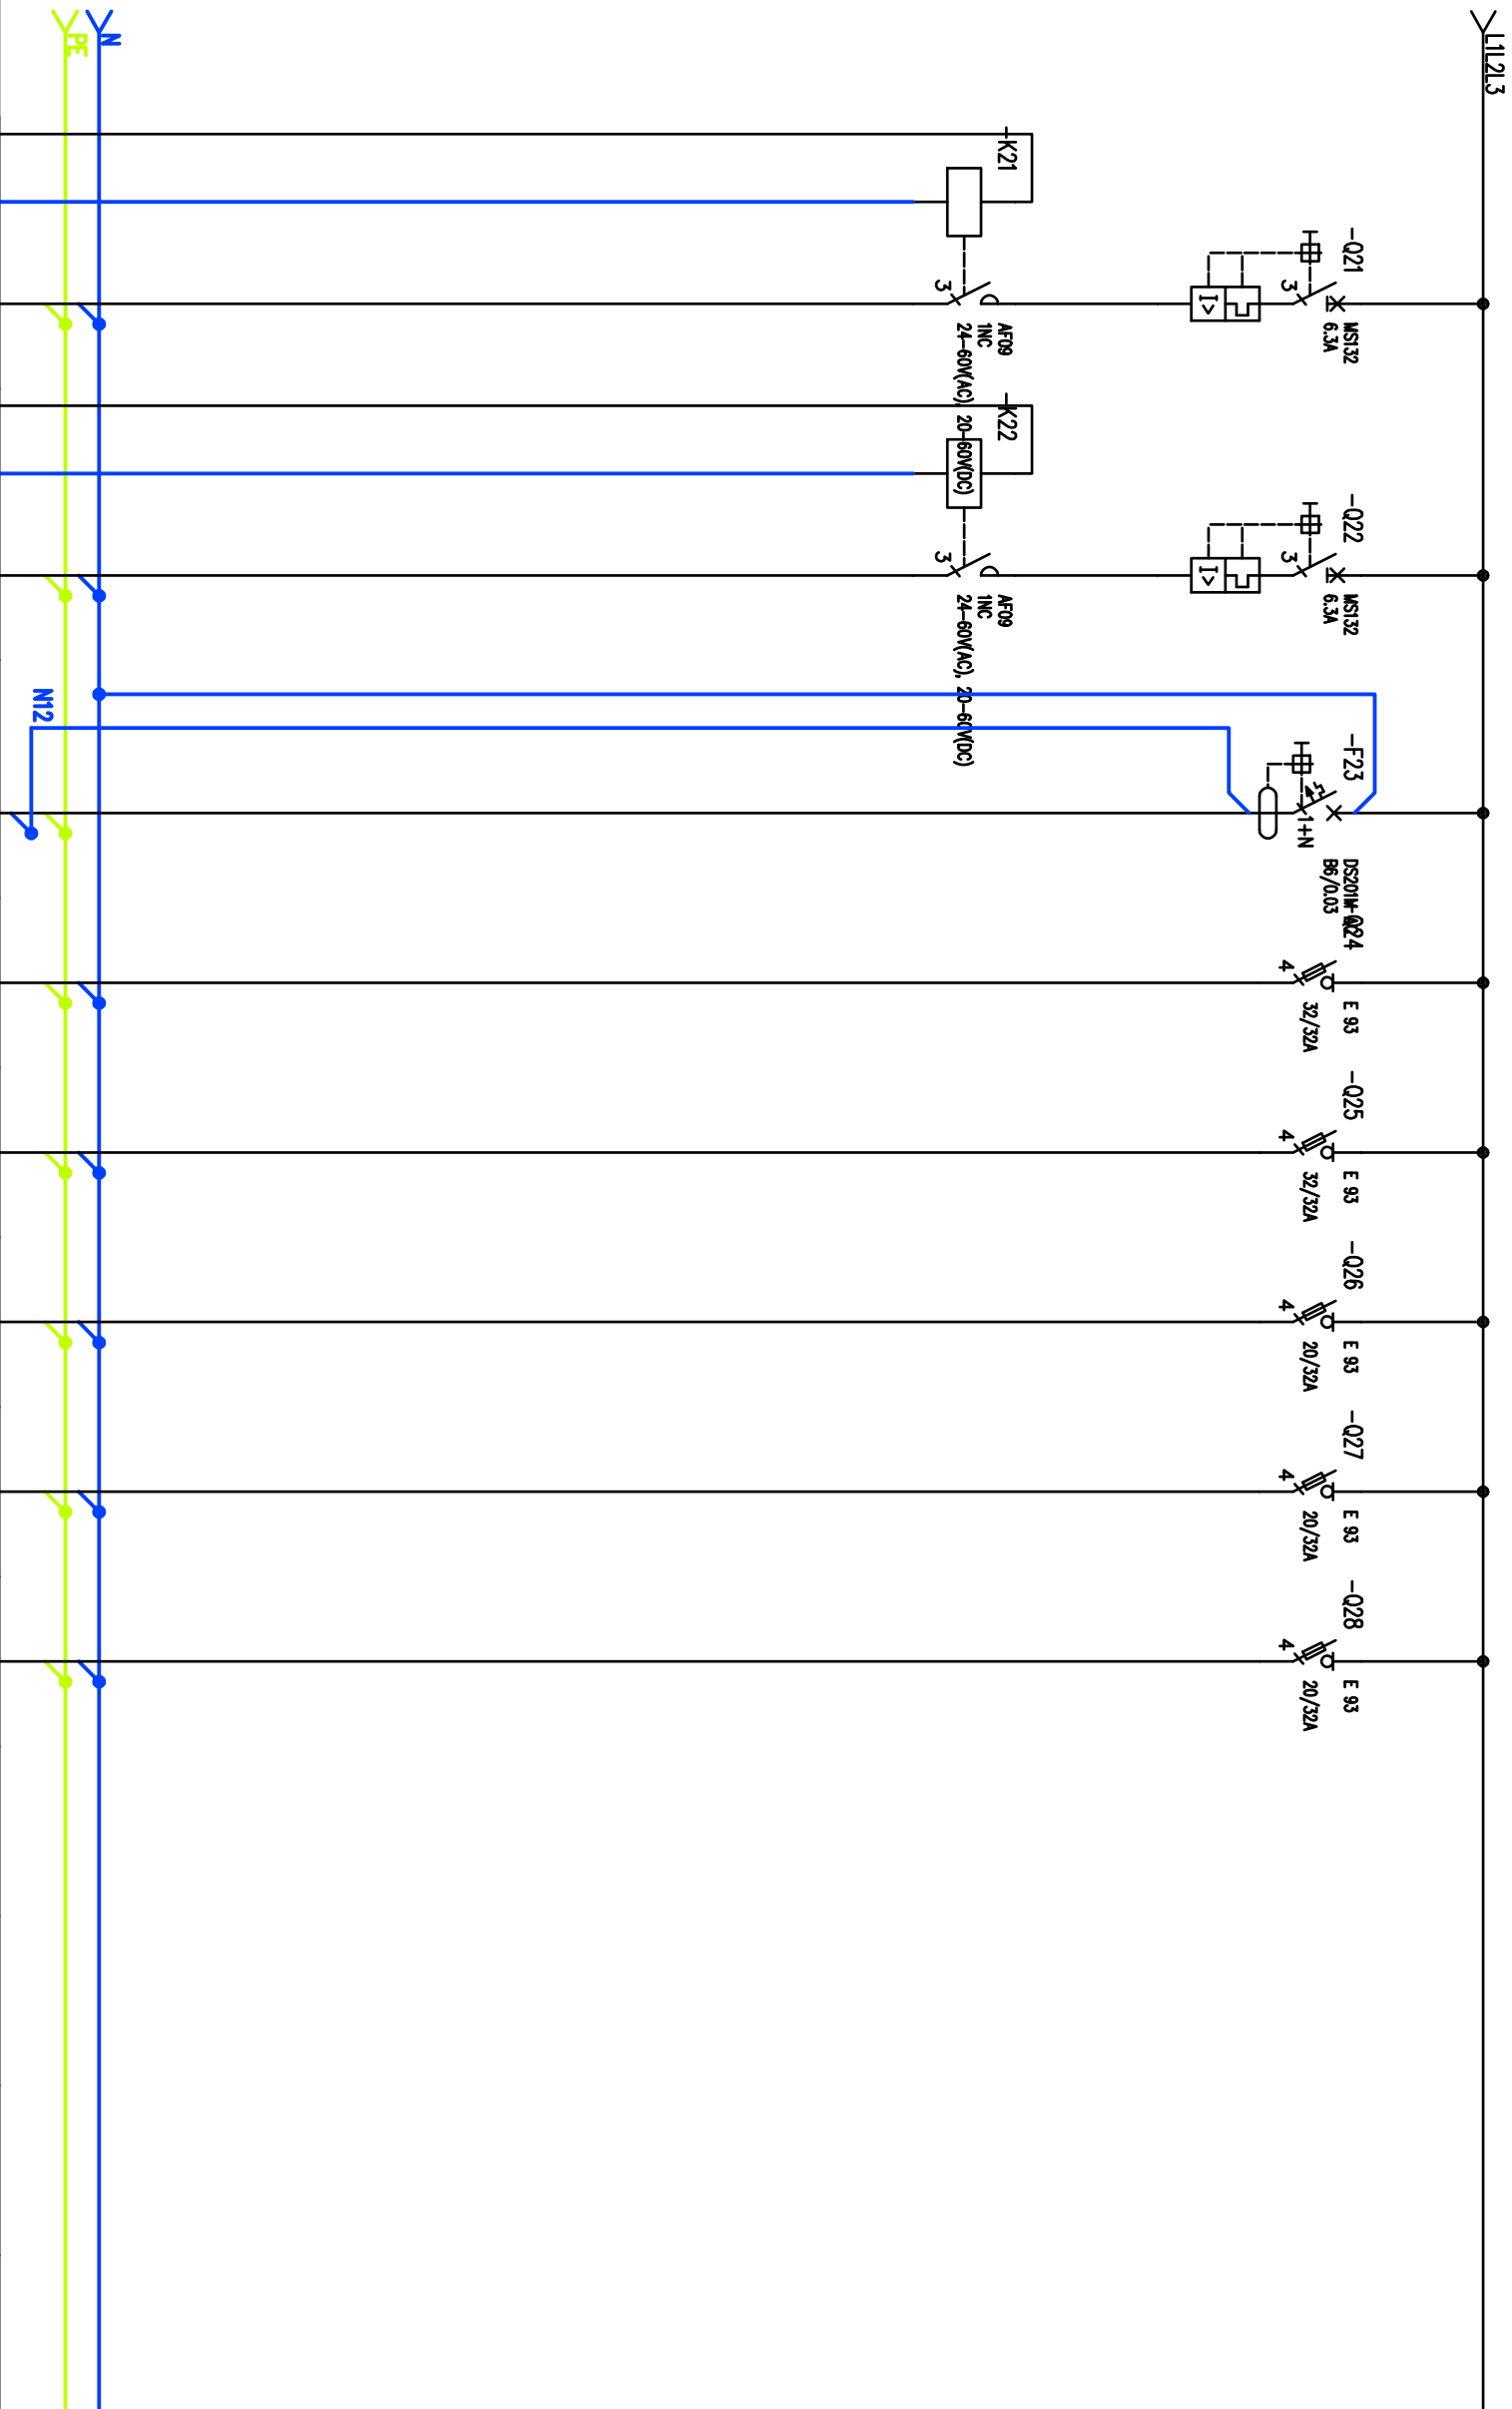 L1L2L3
-Q21
MS132
6.3A
3
I>
-K21
3
AF09
1NC
24-60V(AC), 20-60V(DC)
-Q22
MS132
6.3A
3
I>
-K22
3
AF09
1NC
24-60V(AC), 20-60V(DC)
-F23
1+N
DS201M
B6/0.03
-Q24
4
E 93
32/32A
-Q25
4
E 93
32/32A
-Q26
4
E 93
20/32A
-Q27
4
E 93
20/32A
-Q28
4
E 93
20/32A
N
PE
N12